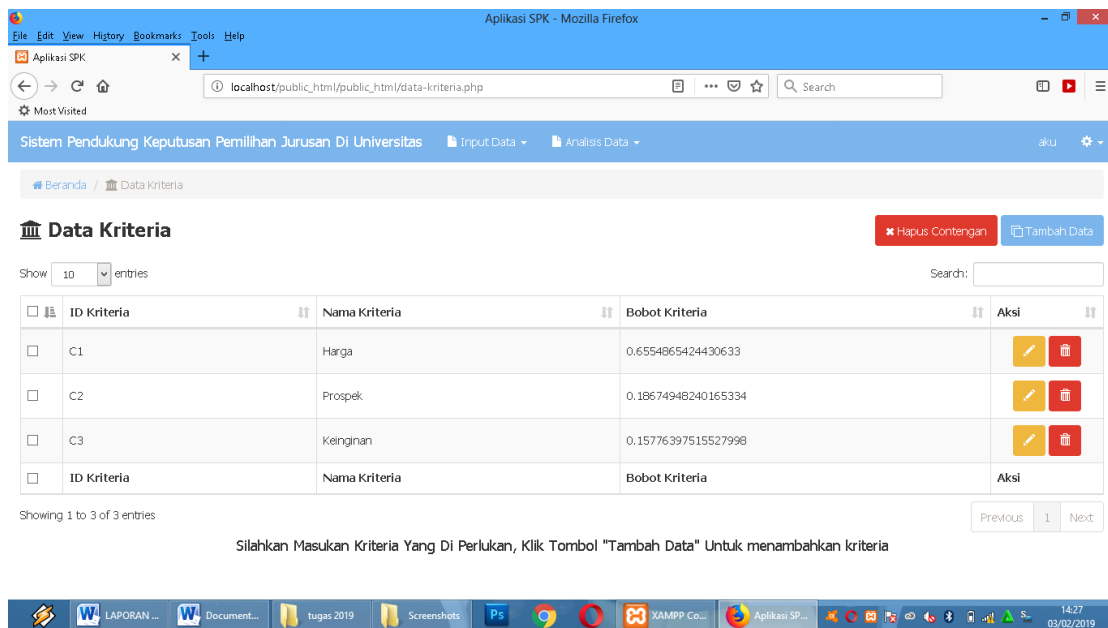 Aplikasi SPK - Mozilla Firefox
File Edit View History Bookmarks Tools Help
Aplikasi SPK
localhost/public_html/public_html/data-kriteria.php
Search
Most Visited
Sistem Pendukung Keputusan Pemilihan Jurusan Di Universitas Input Data Analisis Data aku
Beranda / Data Kriteria
Data Kriteria
Hapus Contengan Tambah Data
Show 10 entries Search:
ID Kriteria Nama Kriteria Bobot Kriteria Aksi
C1 Harga 0.6554865424430633
C2 Prospek 0.18674948240165334
C3 Keinginan 0.15776397515527998
ID Kriteria Nama Kriteria Bobot Kriteria Aksi
Showing 1 to 3 of 3 entries
Previous 1 Next
Silahkan Masukan Kriteria Yang Di Perlukan, Klik Tombol "Tambah Data" Untuk menambahkan kriteria
LAPORAN ... Document... tugas 2019 Screenshots Ps XAMPP Co... Aplikasi SP... 14:27
03/02/2019